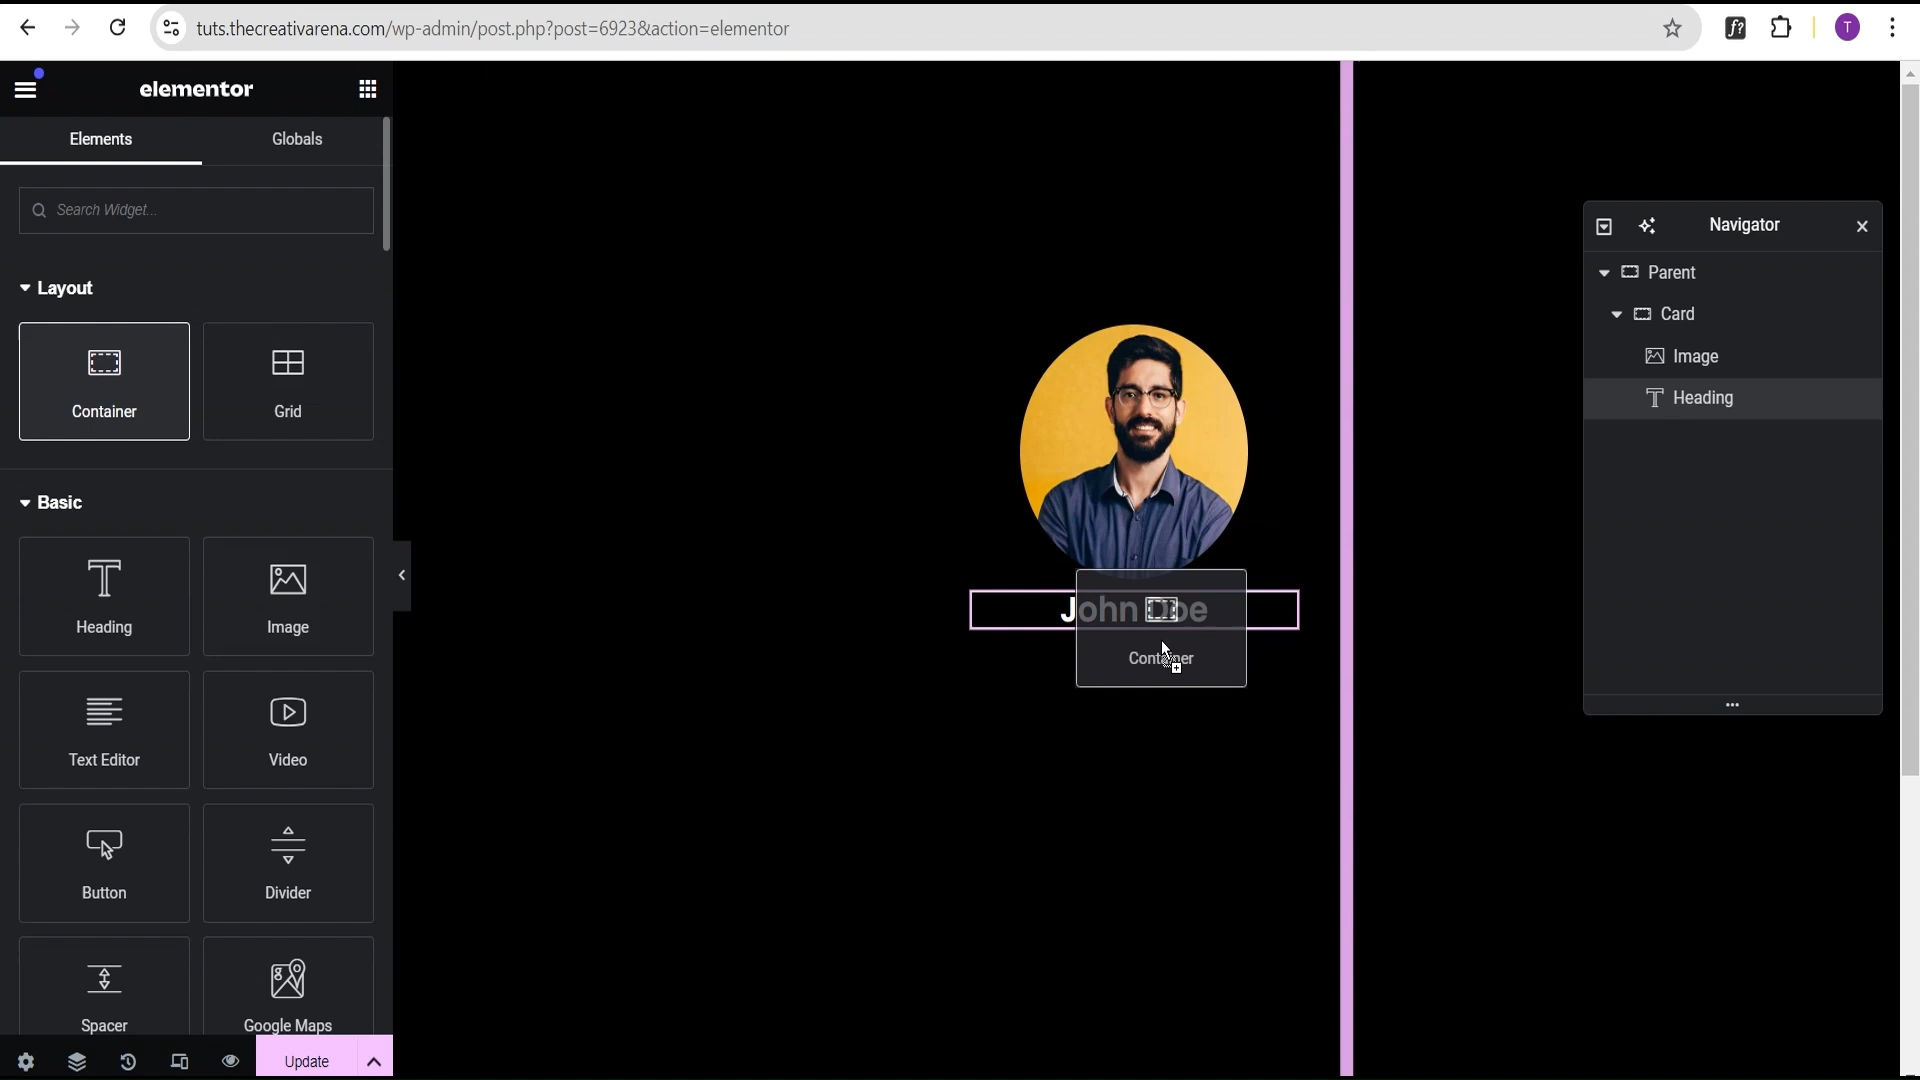 tuts.thecreativarena.com/wp-admin/post.php?post=6923&action=elementor
f?
T
elementor
Elements
Globals
Search Widget...
Layout
Container
Grid
Basic
Heading
Image
Text Editor
Video
Button
Divider
Spacer
Google Maps
Update
John Doe
Container
Navigator
Parent
Card
Image
Heading